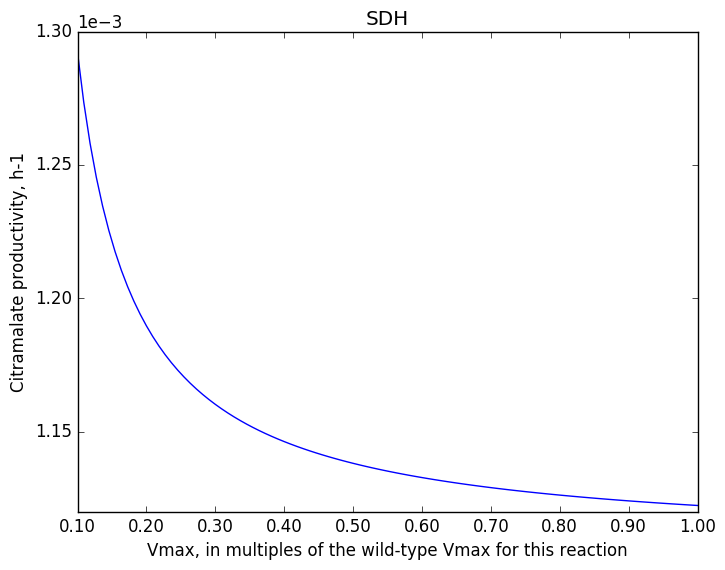 SDH
1e−3
1.30
1.25
1.20
1.15
Citramalate productivity, h-1
0.10 0.20 0.30 0.40 0.50 0.60 0.70 0.80 0.90 1.00
Vmax, in multiples of the wild-type Vmax for this reaction